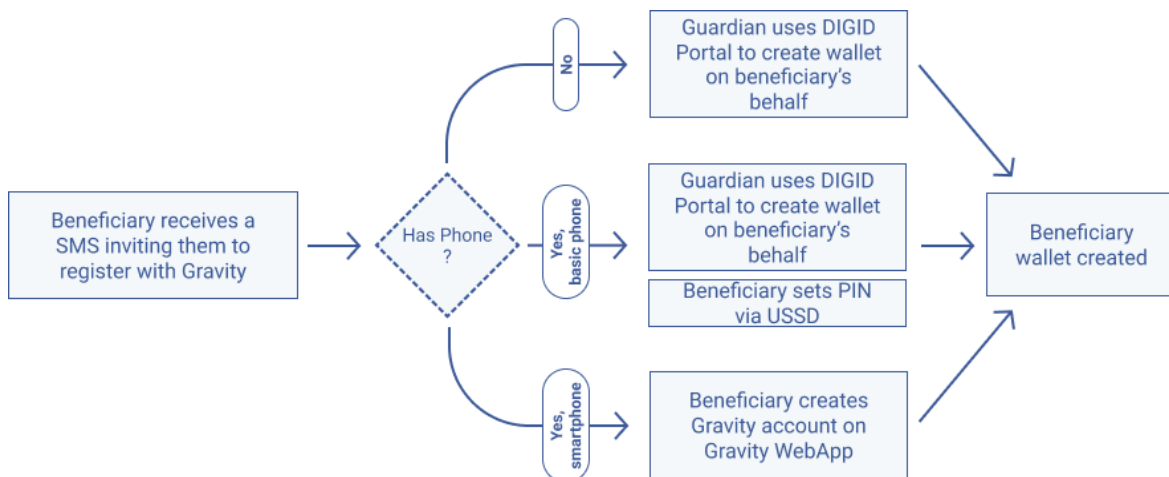 Beneficiary receives a
SMS inviting them to
register with Gravity
Has Phone
?
No
Guardian uses DIGID
Portal to create wallet
on beneficiary's
behalf
Yes,
basic phone
Guardian uses DIGID
Portal to create wallet
on beneficiary's
behalf
Beneficiary sets PIN
via USSD
Yes,
smartphone
Beneficiary creates
Gravity account on
Gravity WebApp
Beneficiary
wallet created